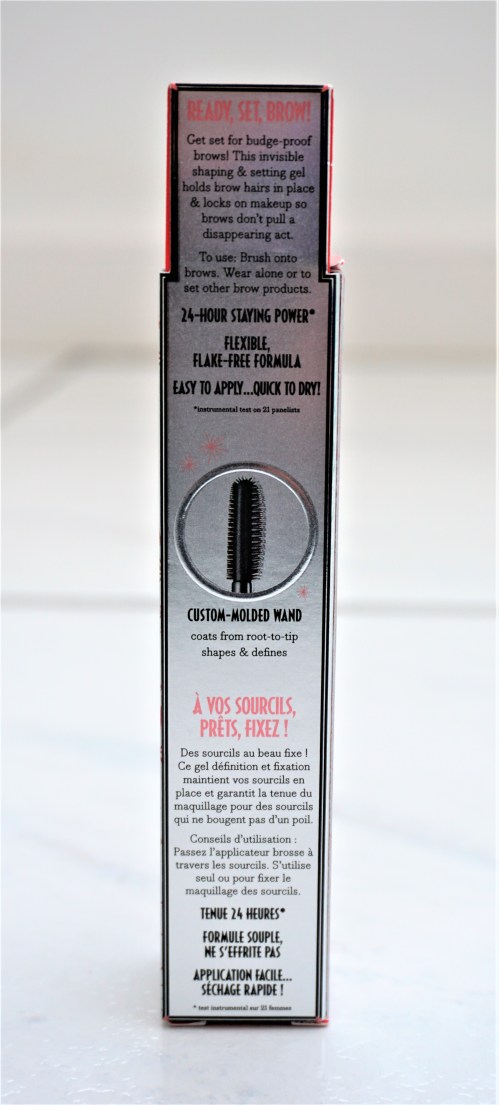 READY, SET, BROW!
Get set for budge-proof
brows! This invisible
shaping & setting gel
holds brow hairs in place
& locks on makeup so
brows don't pull a
disappearing act.
To use: Brush onto
brows. Wear alone or to
set other brow products.
24-HOUR STAYING POWER*
FLEXIBLE,
FLAKE-FREE FORMULA
EASY TO APPLY...QUICK TO DRY!
*instrumental test on 21 panelists
CUSTOM-MOLDED WAND
coats from root-to-tip
shapes & defines
À VOS SOURCILS,
PRÊTS, FIXEZ !
Des sourcils au beau fixe !
Ce gel définition et fixation
maintient vos sourcils en
place et garantit la tenue du
maquillage pour des sourcils
qui ne bougent pas d'un poil.
Conseils d'utilisation :
Passez l'applicateur brosse à
travers les sourcils. S'utilise
seul ou pour fixer le
maquillage des sourcils.
TENUE 24 HEURES*
FORMULE SOUPLE,
NE S'EFFRITE PAS
APPLICATION FACILE...
SÉCHAGE RAPIDE !
* test instrumental sur 21 femmes